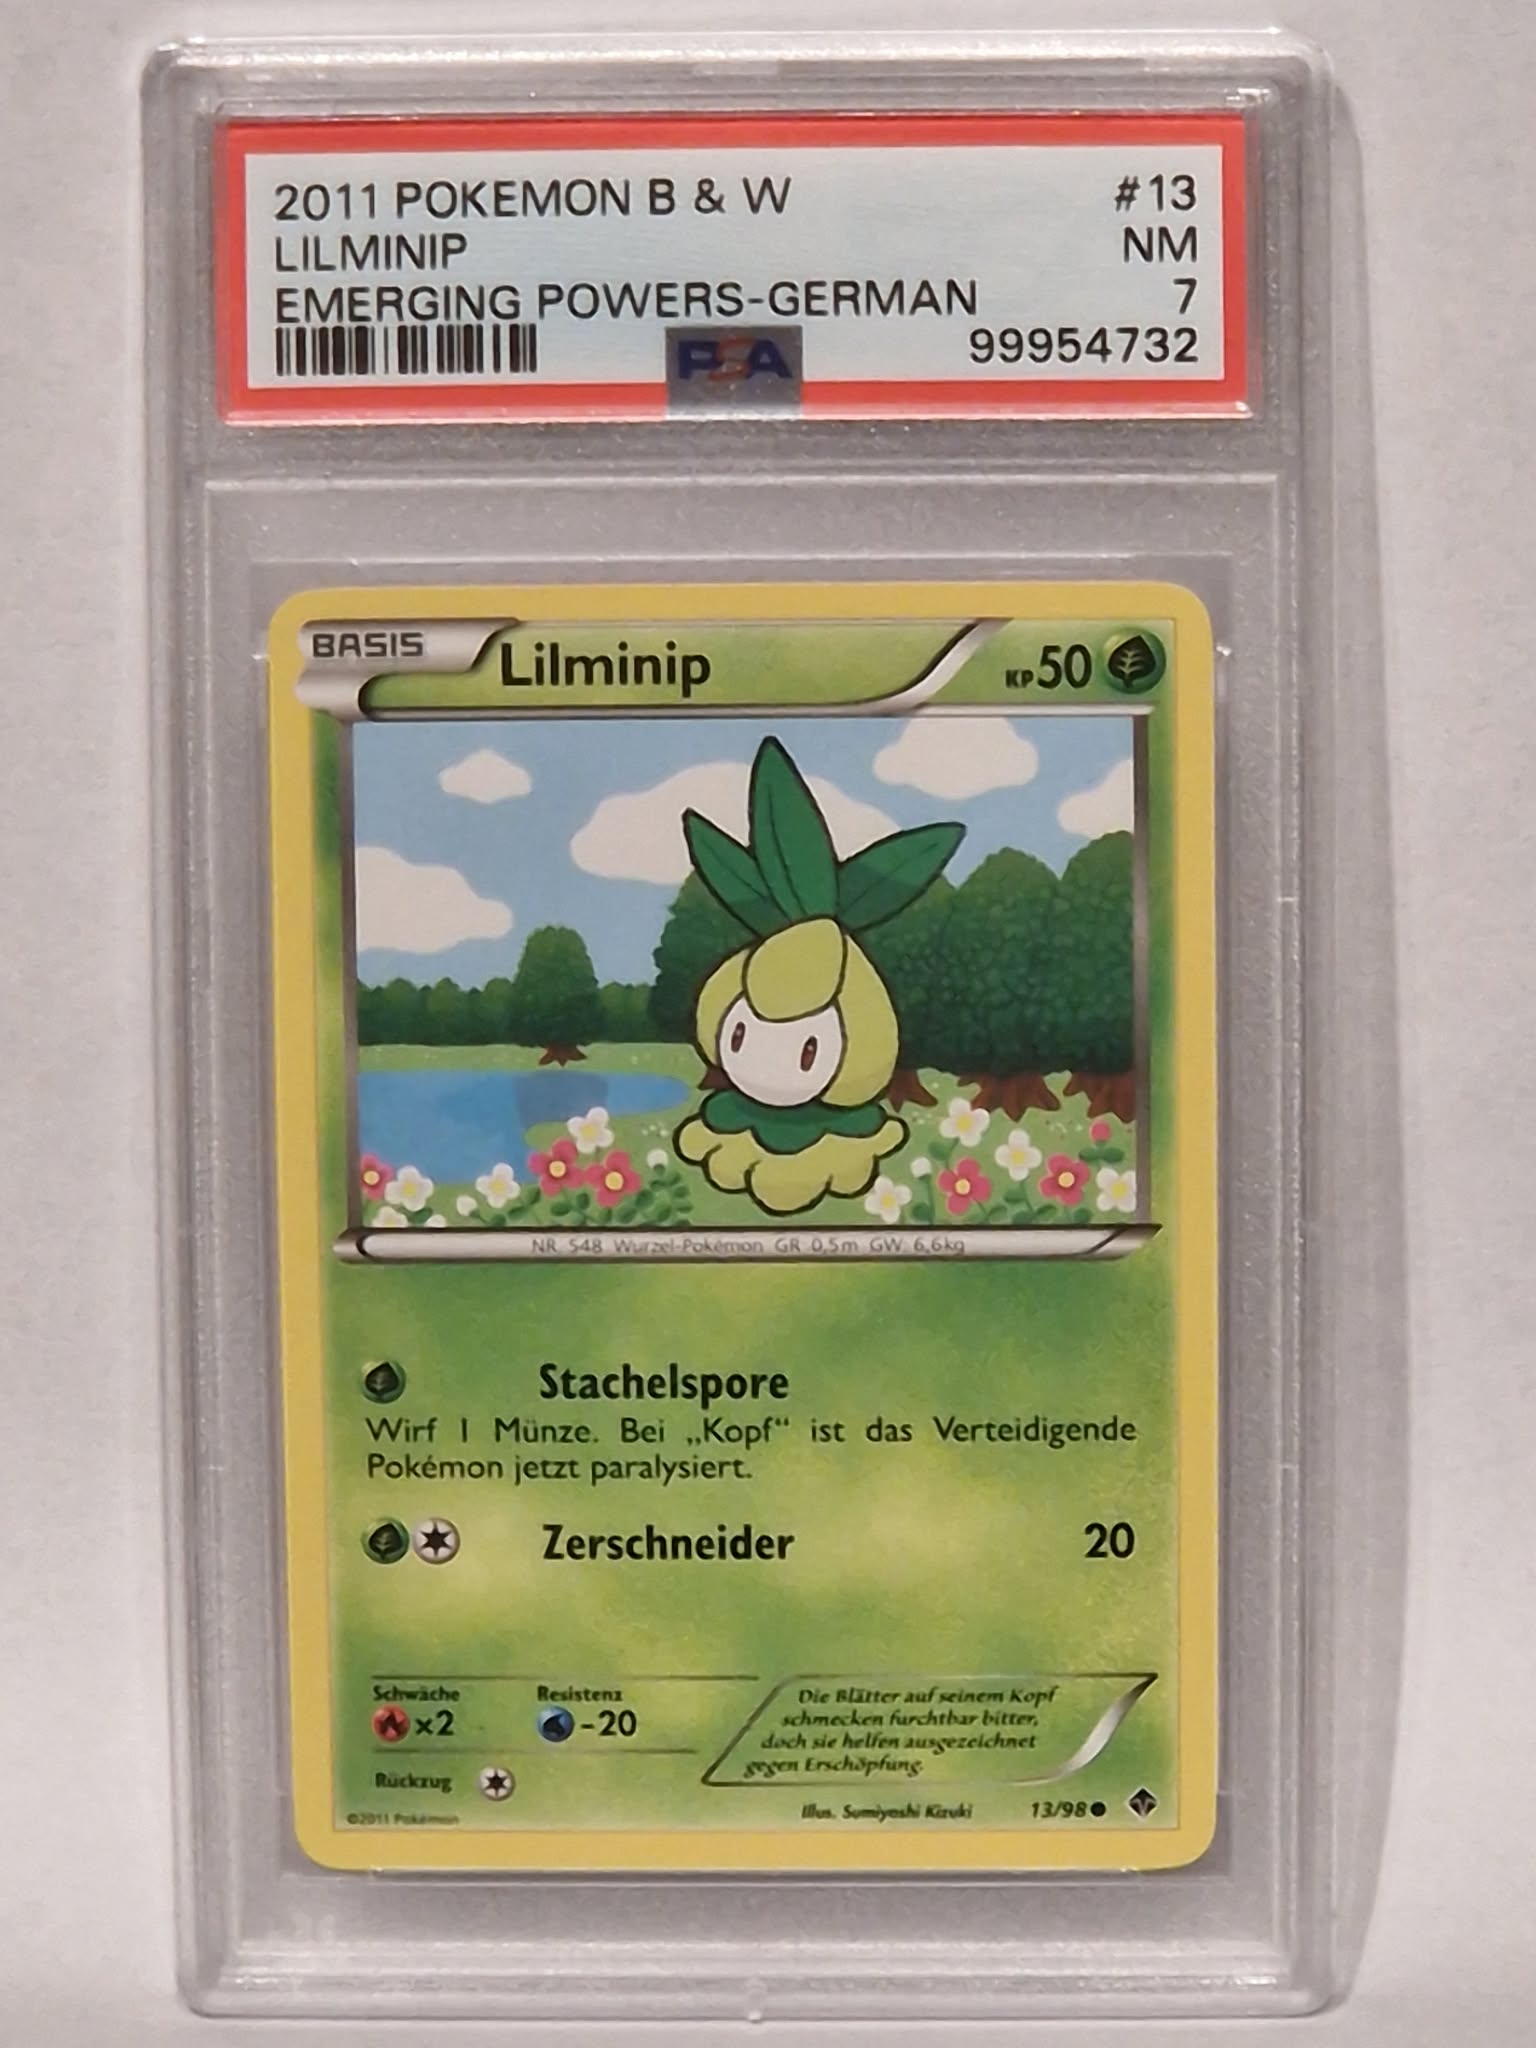 2011 POKEMON B & W #13
LILMINIP NM
EMERGING POWERS-GERMAN 7
PSA 99954732
BASIS Lilminip KP 50
NR. 548 Wurzel-Pokémon GR 0,5m GW: 6,6kg
Stachelspore
Wirf 1 Münze. Bei „Kopf“ ist das Verteidigende
Pokémon jetzt paralysiert.
Zerschneider 20
Schwäche Resistenz
×2 -20
Rückzug
Die Blätter auf seinem Kopf
schmecken furchtbar bitter,
doch sie helfen ausgezeichnet
gegen Erschöpfung.
©2011 Pokémon Illus. Sumiyoshi Kizuki 13/98